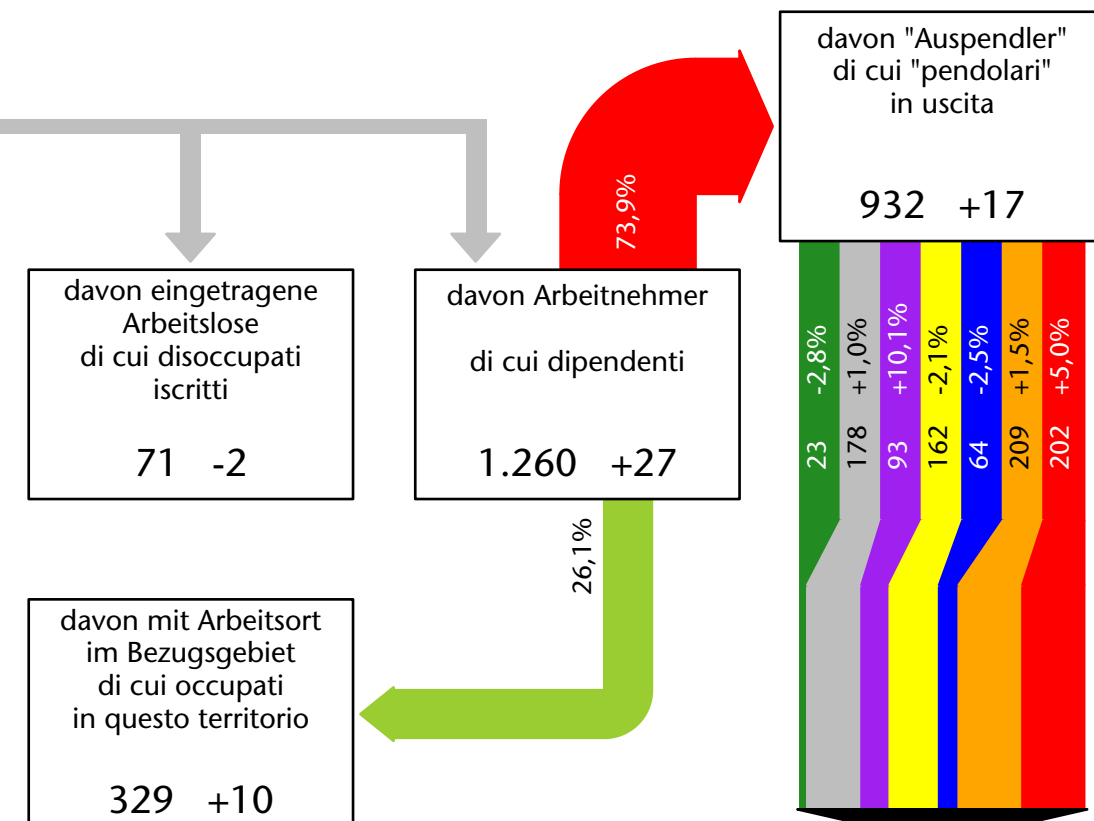 davon "Auspendler"
di cui "pendolari"
in uscita
932 +17
73,9%
davon eingetragene
Arbeitslose
di cui disoccupati
iscritti
71 -2
davon Arbeitnehmer
di cui dipendenti
1.260 +27
23 -2,8%
178 +1,0%
93 +10,1%
162 -2,1%
64 -2,5%
209 +1,5%
202 +5,0%
26,1%
davon mit Arbeitsort
im Bezugsgebiet
di cui occupati
in questo territorio
329 +10